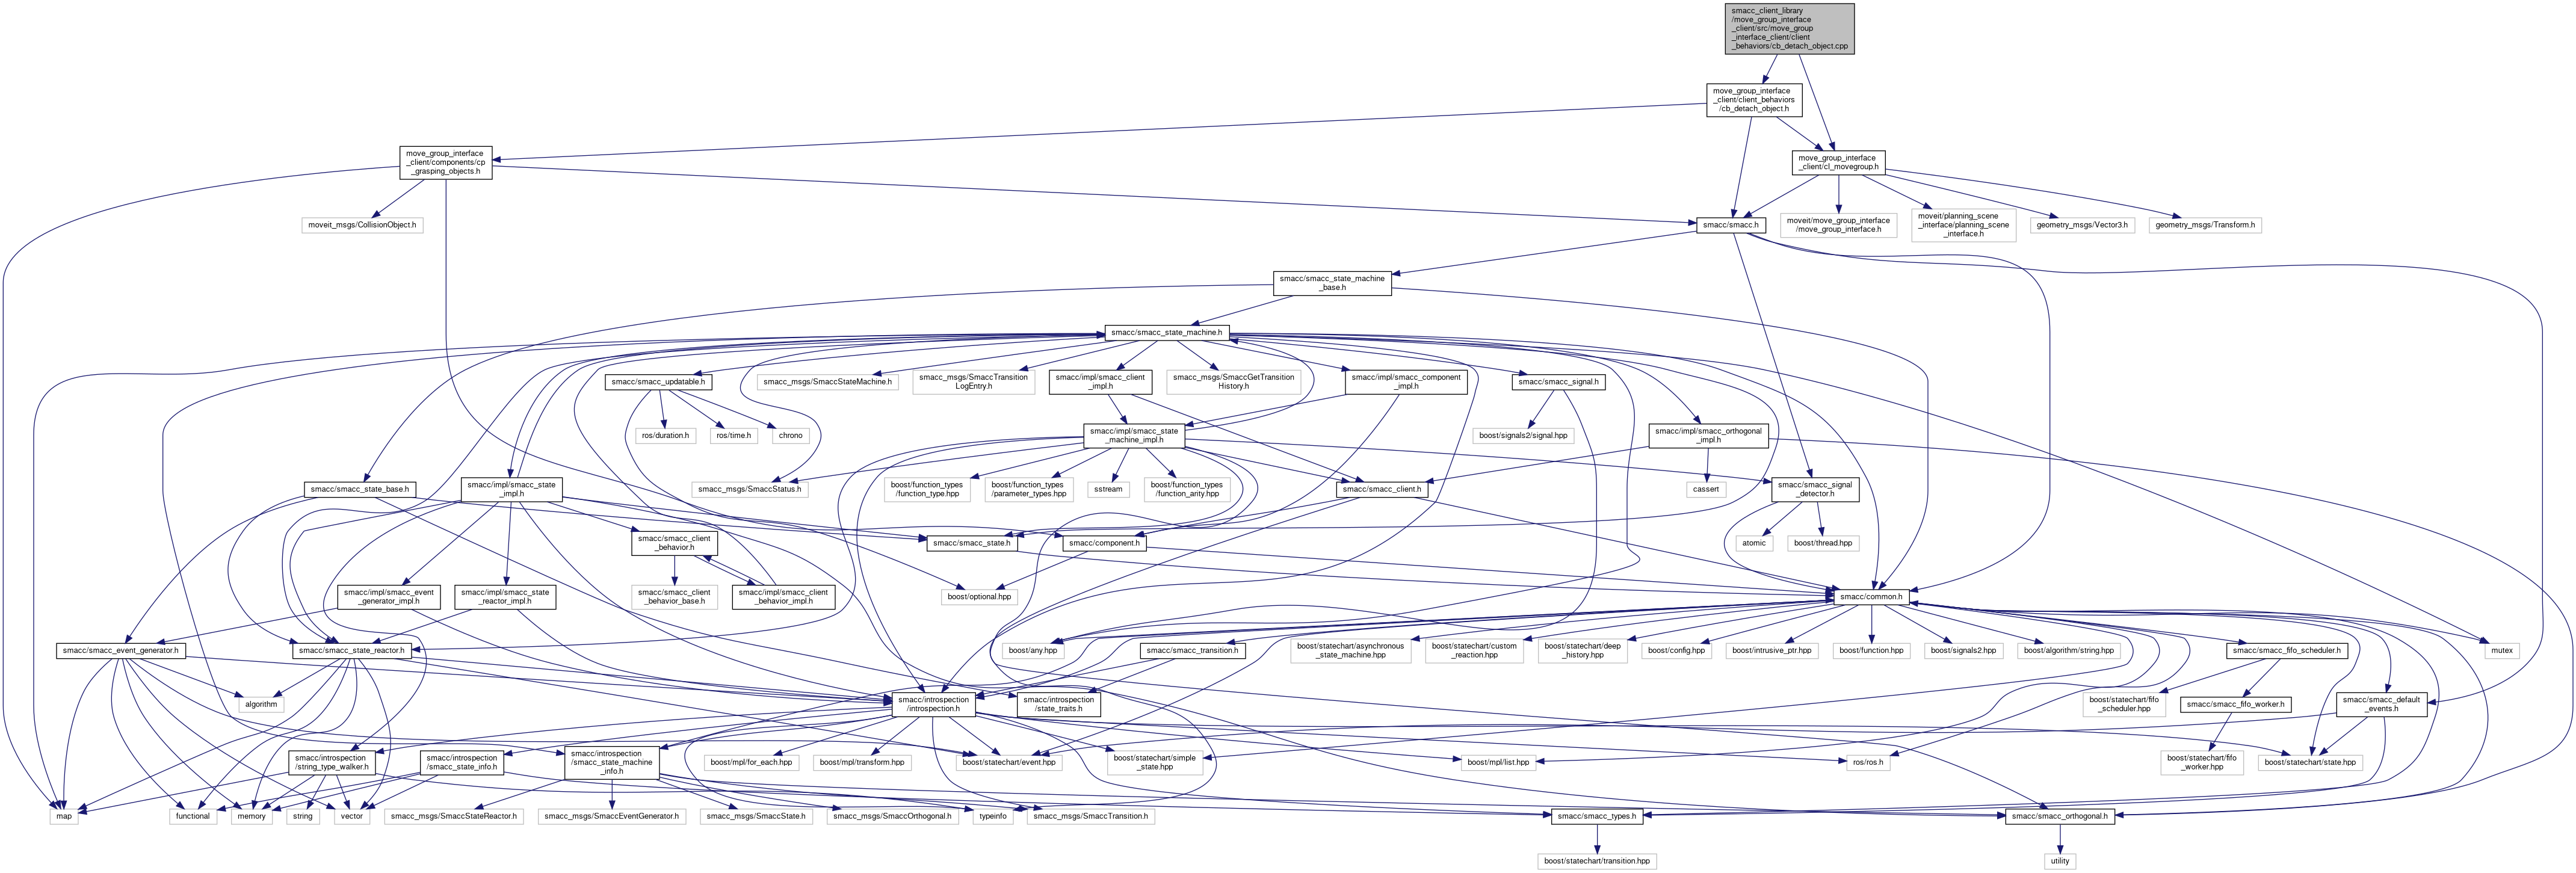 smacc_client_library
/move_group_interface
_client/src/move_group
_interface_client/client
_behaviors/cb_detach_object.cpp
move_group_interface
_client/client_behaviors
/cb_detach_object.h
move_group_interface
_client/components/cp
_grasping_objects.h
move_group_interface
_client/cl_movegroup.h
moveit_msgs/CollisionObject.h
smacc/smacc.h
moveit/move_group_interface
/move_group_interface.h
moveit/planning_scene
_interface/planning_scene
_interface.h
geometry_msgs/Vector3.h
geometry_msgs/Transform.h
smacc/smacc_state_machine
_base.h
smacc/smacc_state_machine.h
smacc/smacc_updatable.h
smacc_msgs/SmaccStateMachine.h
smacc_msgs/SmaccTransition
LogEntry.h
smacc/impl/smacc_client
_impl.h
smacc_msgs/SmaccGetTransition
History.h
smacc/impl/smacc_component
_impl.h
smacc/smacc_signal.h
ros/duration.h
ros/time.h
chrono
smacc/impl/smacc_state
_machine_impl.h
boost/signals2/signal.hpp
smacc/impl/smacc_orthogonal
_impl.h
smacc/smacc_state_base.h
smacc/impl/smacc_state
_impl.h
smacc_msgs/SmaccStatus.h
boost/function_types
/function_type.hpp
boost/function_types
/parameter_types.hpp
sstream
boost/function_types
/function_arity.hpp
smacc/smacc_client.h
cassert
smacc/smacc_signal
_detector.h
smacc/smacc_client
_behavior.h
smacc/smacc_state.h
smacc/component.h
atomic
boost/thread.hpp
smacc/impl/smacc_event
_generator_impl.h
smacc/impl/smacc_state
_reactor_impl.h
smacc/smacc_client
_behavior_base.h
smacc/impl/smacc_client
_behavior_impl.h
boost/optional.hpp
smacc/common.h
smacc/smacc_event_generator.h
smacc/smacc_state_reactor.h
boost/any.hpp
smacc/smacc_transition.h
boost/statechart/asynchronous
_state_machine.hpp
boost/statechart/custom
_reaction.hpp
boost/statechart/deep
_history.hpp
boost/config.hpp
boost/intrusive_ptr.hpp
boost/function.hpp
boost/signals2.hpp
boost/algorithm/string.hpp
smacc/smacc_fifo_scheduler.h
mutex
algorithm
smacc/introspection
/introspection.h
smacc/introspection
/state_traits.h
boost/statechart/fifo
_scheduler.hpp
smacc/smacc_fifo_worker.h
smacc/smacc_default
_events.h
smacc/introspection
/string_type_walker.h
smacc/introspection
/smacc_state_info.h
smacc/introspection
/smacc_state_machine
_info.h
boost/mpl/for_each.hpp
boost/mpl/transform.hpp
boost/statechart/event.hpp
boost/statechart/simple
_state.hpp
boost/mpl/list.hpp
ros/ros.h
boost/statechart/fifo
_worker.hpp
boost/statechart/state.hpp
map
functional
memory
string
vector
smacc_msgs/SmaccStateReactor.h
smacc_msgs/SmaccEventGenerator.h
smacc_msgs/SmaccState.h
smacc_msgs/SmaccOrthogonal.h
typeinfo
smacc_msgs/SmaccTransition.h
smacc/smacc_types.h
smacc/smacc_orthogonal.h
boost/statechart/transition.hpp
utility